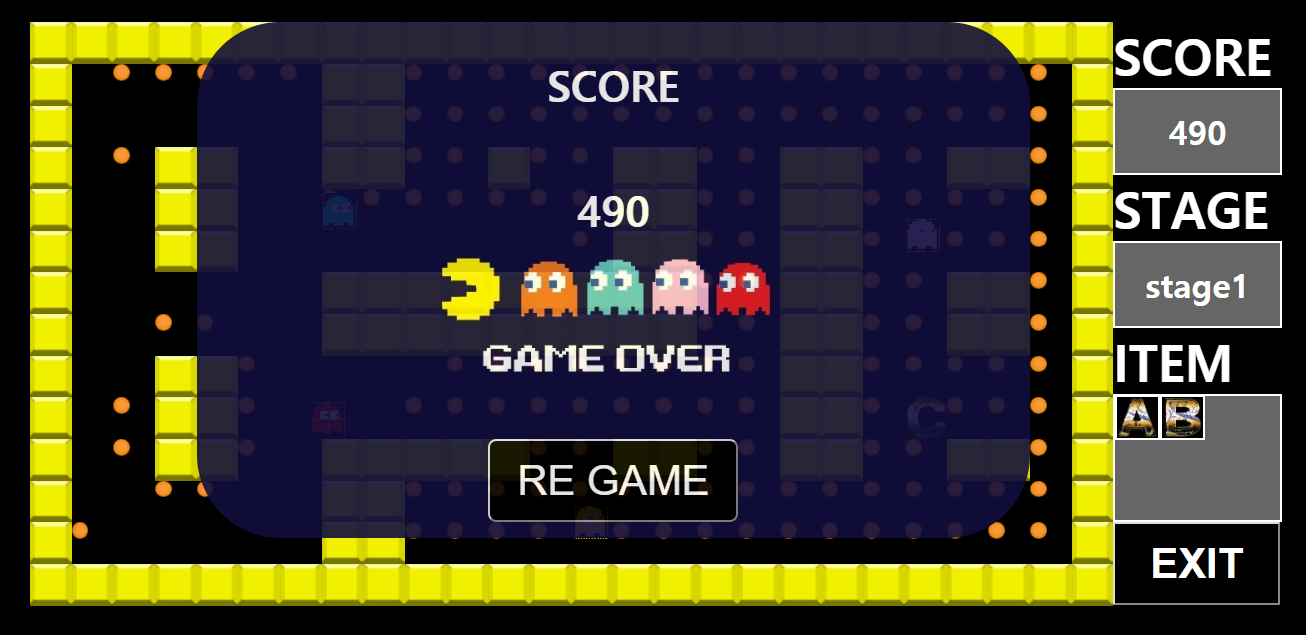 SCORE
490
GAME OVER
RE GAME
C
SCORE
490
STAGE
stage1
ITEM
A B
EXIT